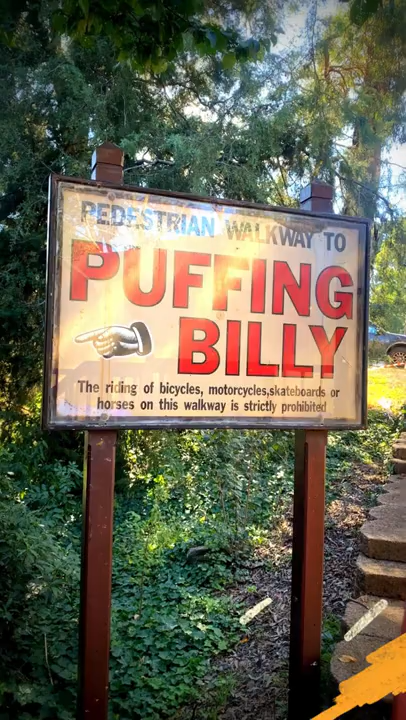 PEDESTRIAN WALKWAY TO
PUFFING
BILLY
The riding of bicycles, motorcycles,skateboards or
horses on this walkway is strictly prohibited